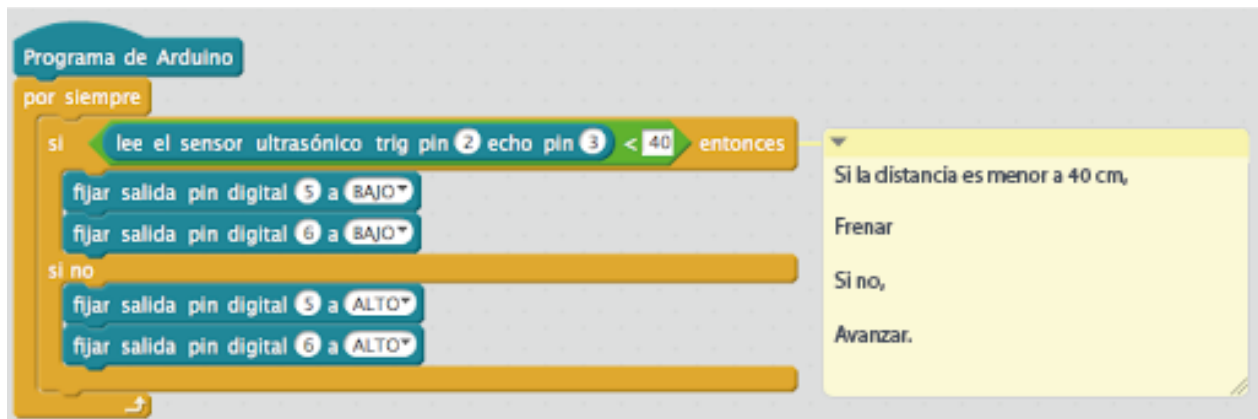 Programa de Arduino
por siempre
si lee el sensor ultrasónico trig pin 2 echo pin 3 < 40 entonces
fijar salida pin digital 5 a BAJO
fijar salida pin digital 6 a BAJO
si no
fijar salida pin digital 5 a ALTO
fijar salida pin digital 6 a ALTO
Si la distancia es menor a 40 cm,
Frenar
Si no,
Avanzar.